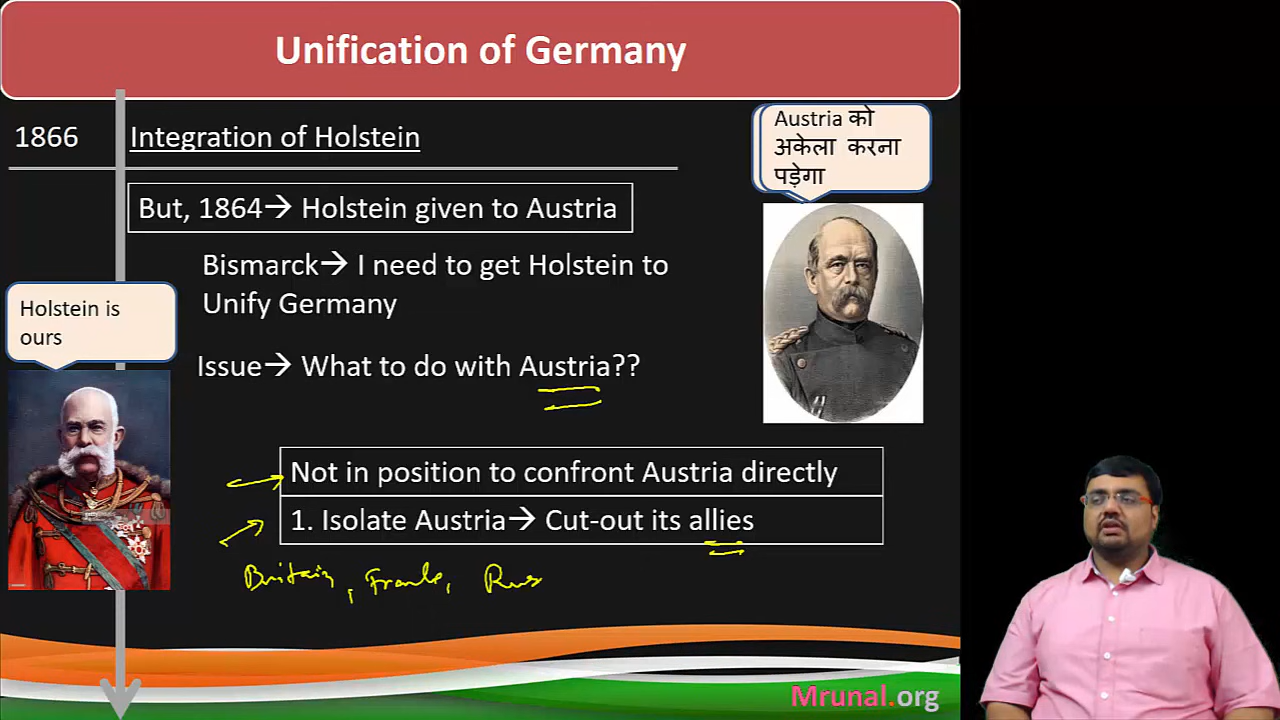 Unification of Germany
1866
Integration of Holstein
Austria को
अकेला करना
पड़ेगा
But, 1864→ Holstein given to Austria
Bismarck→ I need to get Holstein to
Unify Germany
Holstein is
ours
Issue→ What to do with Austria??
Not in position to confront Austria directly
1. Isolate Austria→ Cut-out its allies
Britain, France, Rus
Mrunal.org